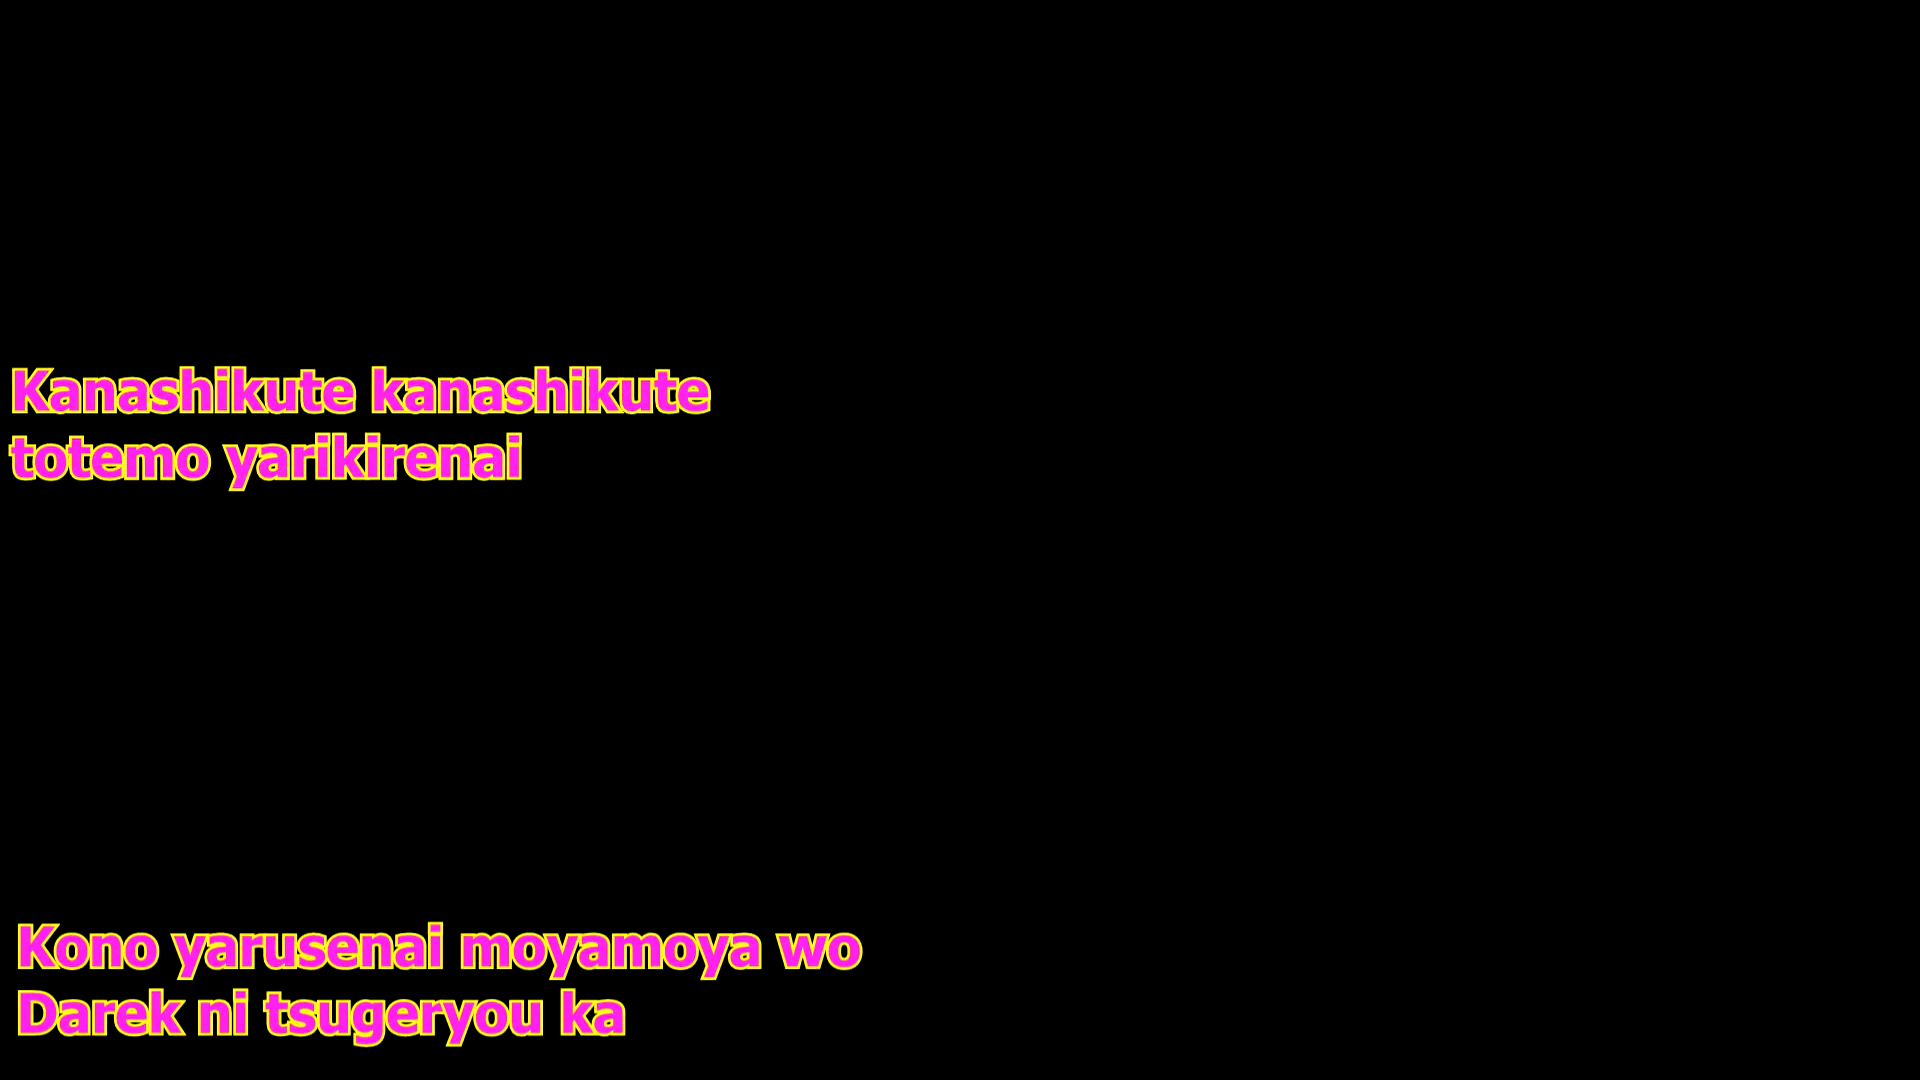 Kanashikute kanashikute
totemo yarikirenai
Kono yarusenai moyamoya wo
Darek ni tsugeryou ka